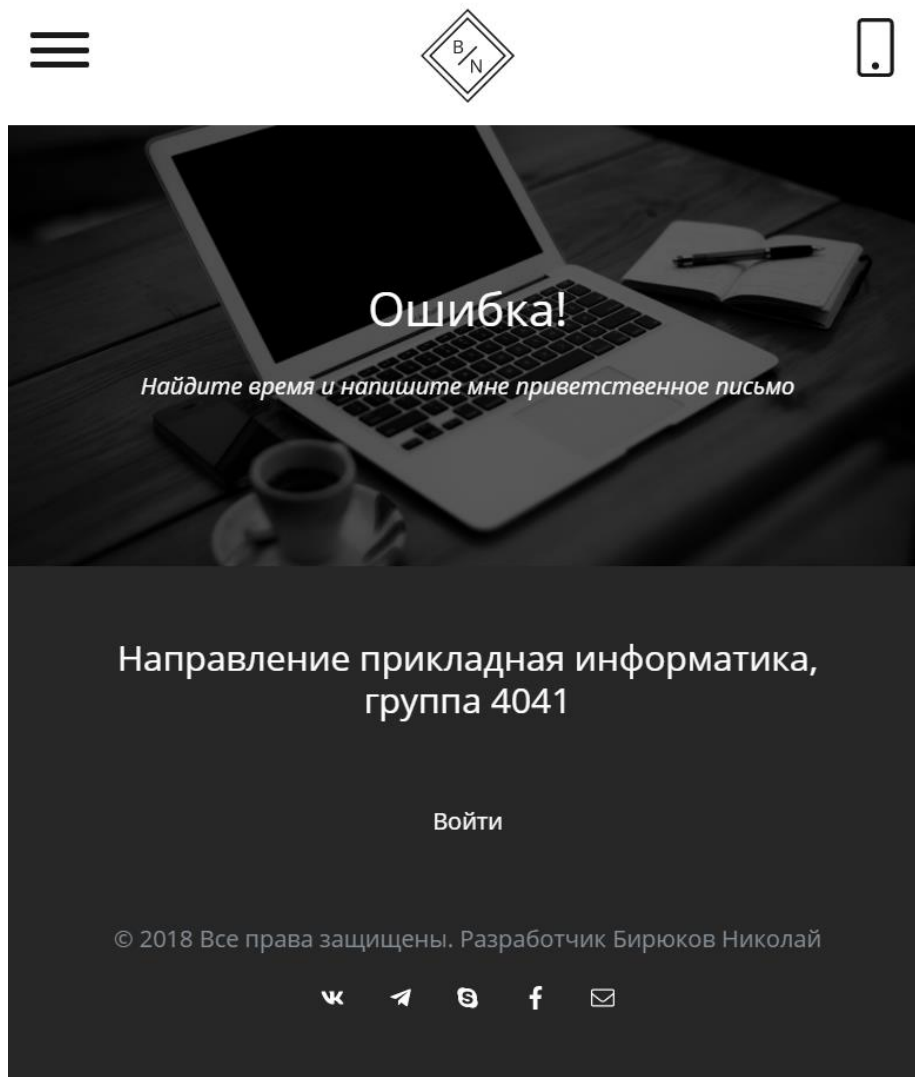 B/N
Ошибка!
Найдите время и напишите мне приветственное письмо
Направление прикладная информатика,
группа 4041
Войти
© 2018 Все права защищены. Разработчик Бирюков Николай